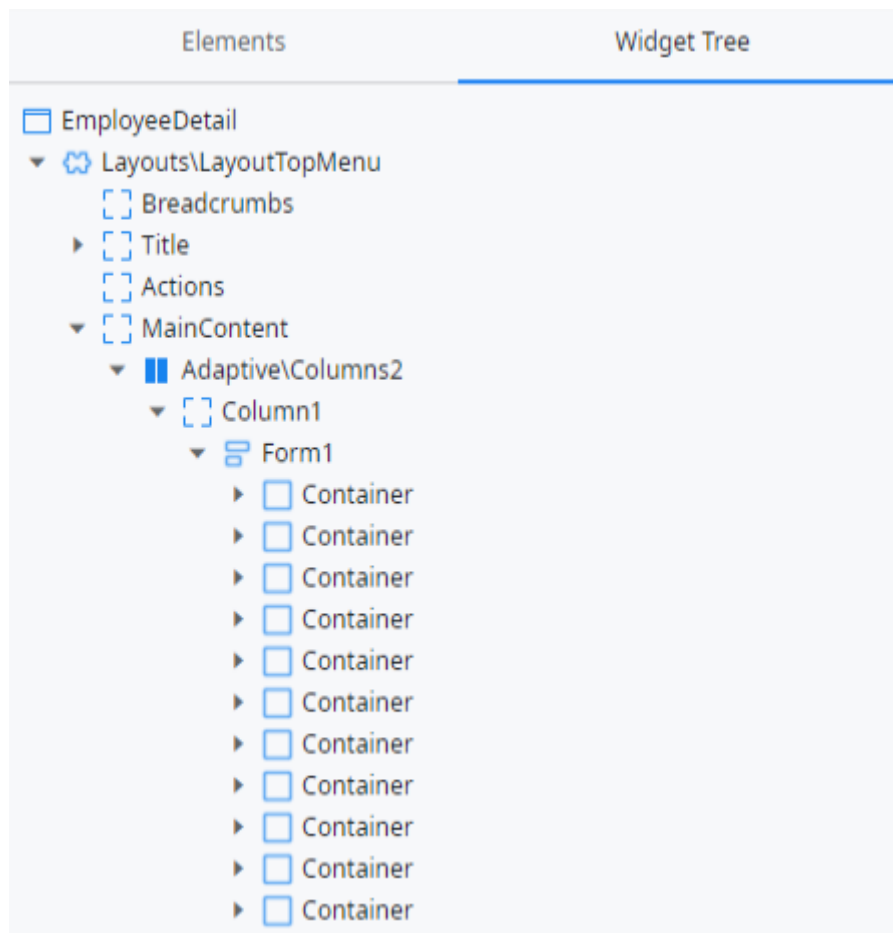 Elements Widget Tree
EmployeeDetail
Layouts\LayoutTopMenu
Breadcrumbs
Title
Actions
MainContent
Adaptive\Columns2
Column1
Form1
Container
Container
Container
Container
Container
Container
Container
Container
Container
Container
Container